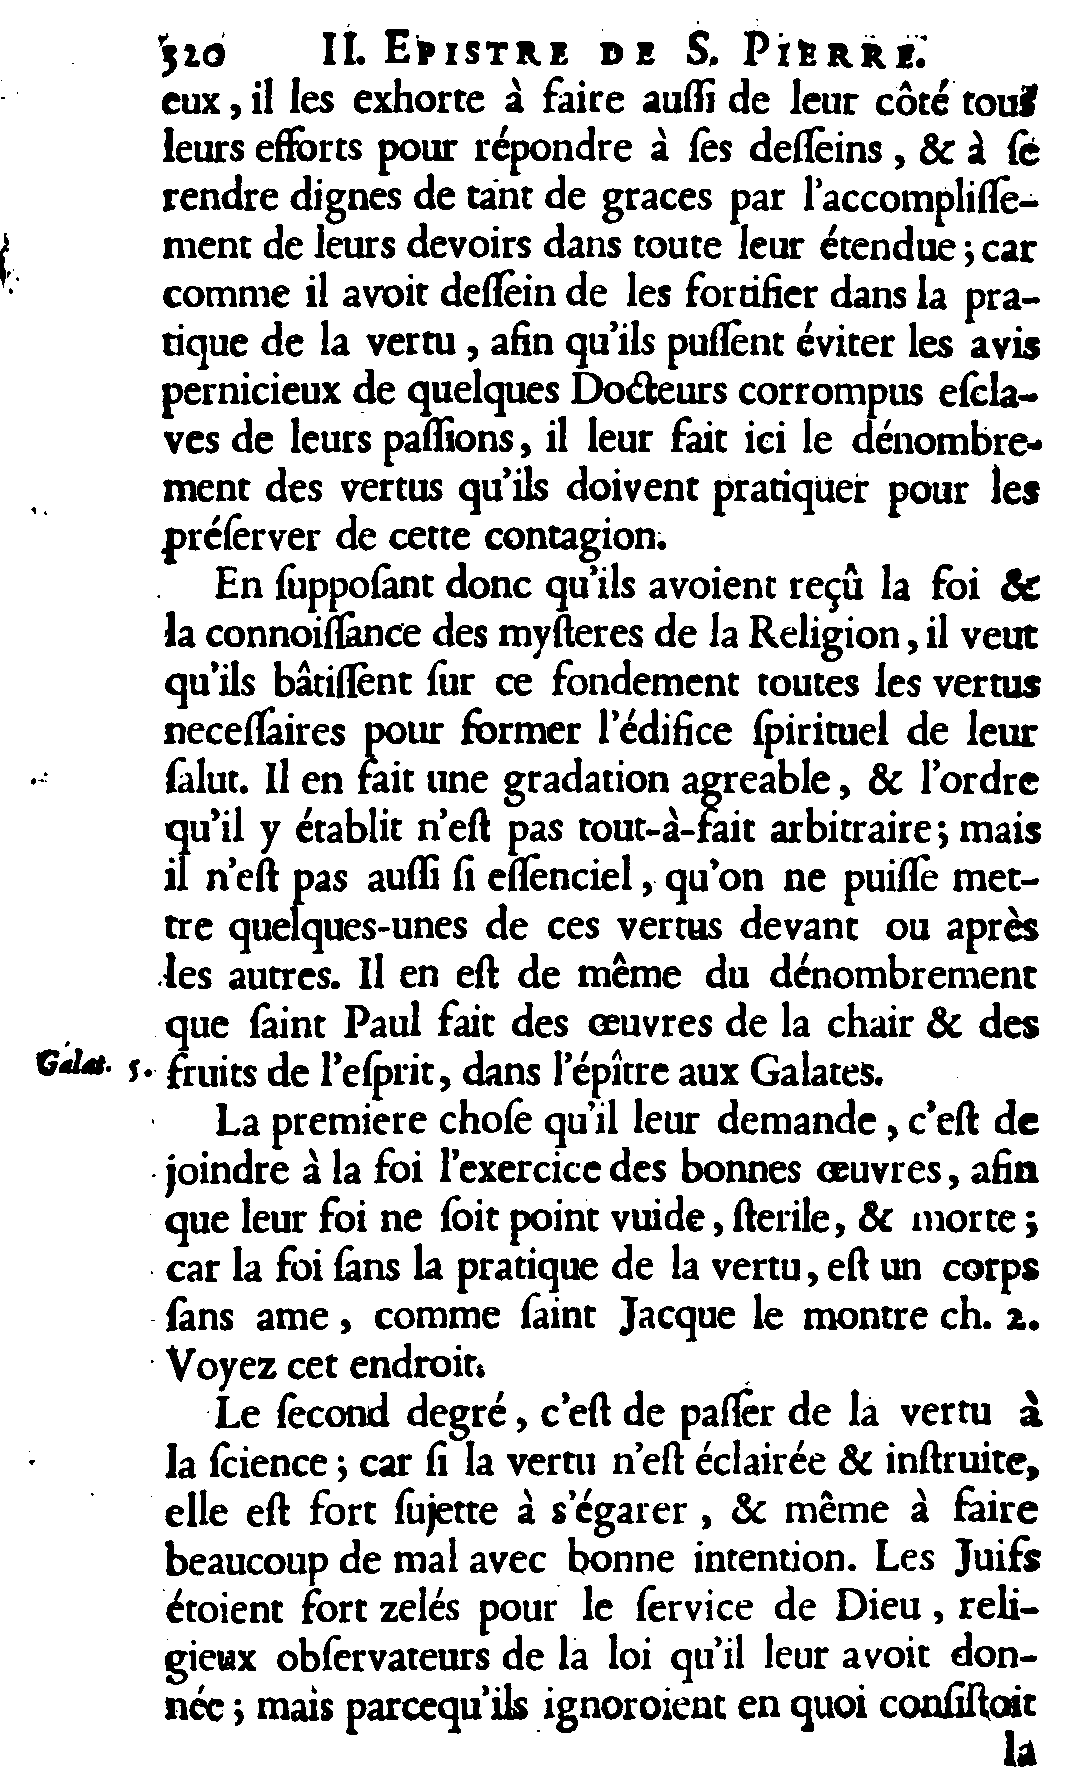 320 II. EPISTRE DE S. PIERRE.
eux, il les exhorte à faire auſſi de leur côté tous
leurs efforts pour répondre à ſes deſſeins, & à ſe
rendre dignes de tant de graces par l'accompliſſe-
ment de leurs devoirs dans toute leur étendue; car
comme il avoit deſſein de les fortifier dans la pra-
tique de la vertu, afin qu'ils puſſent éviter les avis
pernicieux de quelques Docteurs corrompus eſcla-
ves de leurs paſſions, il leur fait ici le dénombre-
ment des vertus qu'ils doivent pratiquer pour les
préſerver de cette contagion.
En ſuppoſant donc qu'ils avoient reçû la foi &
la connoiſſance des myſteres de la Religion, il veut
qu'ils bâtiſſent ſur ce fondement toutes les vertus
neceſſaires pour former l'édifice ſpirituel de leur
ſalut. Il en fait une gradation agreable, & l'ordre
qu'il y établit n'eſt pas tout-à-fait arbitraire; mais
il n'eſt pas auſſi ſi eſſenciel, qu'on ne puiſſe met-
tre quelques-unes de ces vertus devant ou après
les autres. Il en eſt de même du dénombrement
que ſaint Paul fait des œuvres de la chair & des
Galat. 5. fruits de l'eſprit, dans l'épître aux Galates.
La premiere choſe qu'il leur demande, c'eſt de
joindre à la foi l'exercice des bonnes œuvres, afin
que leur foi ne ſoit point vuide, ſterile, & morte;
car la foi ſans la pratique de la vertu, eſt un corps
ſans ame, comme ſaint Jacque le montre ch. 2.
Voyez cet endroit.
Le ſecond degré, c'eſt de paſſer de la vertu à
la ſcience; car ſi la vertu n'eſt éclairée & inſtruite,
elle eſt fort ſujette à s'égarer, & même à faire
beaucoup de mal avec bonne intention. Les Juifs
étoient fort zelés pour le ſervice de Dieu, reli-
gieux obſervateurs de la loi qu'il leur avoit don-
née; mais parcequ'ils ignoroient en quoi conſiſtoit
la